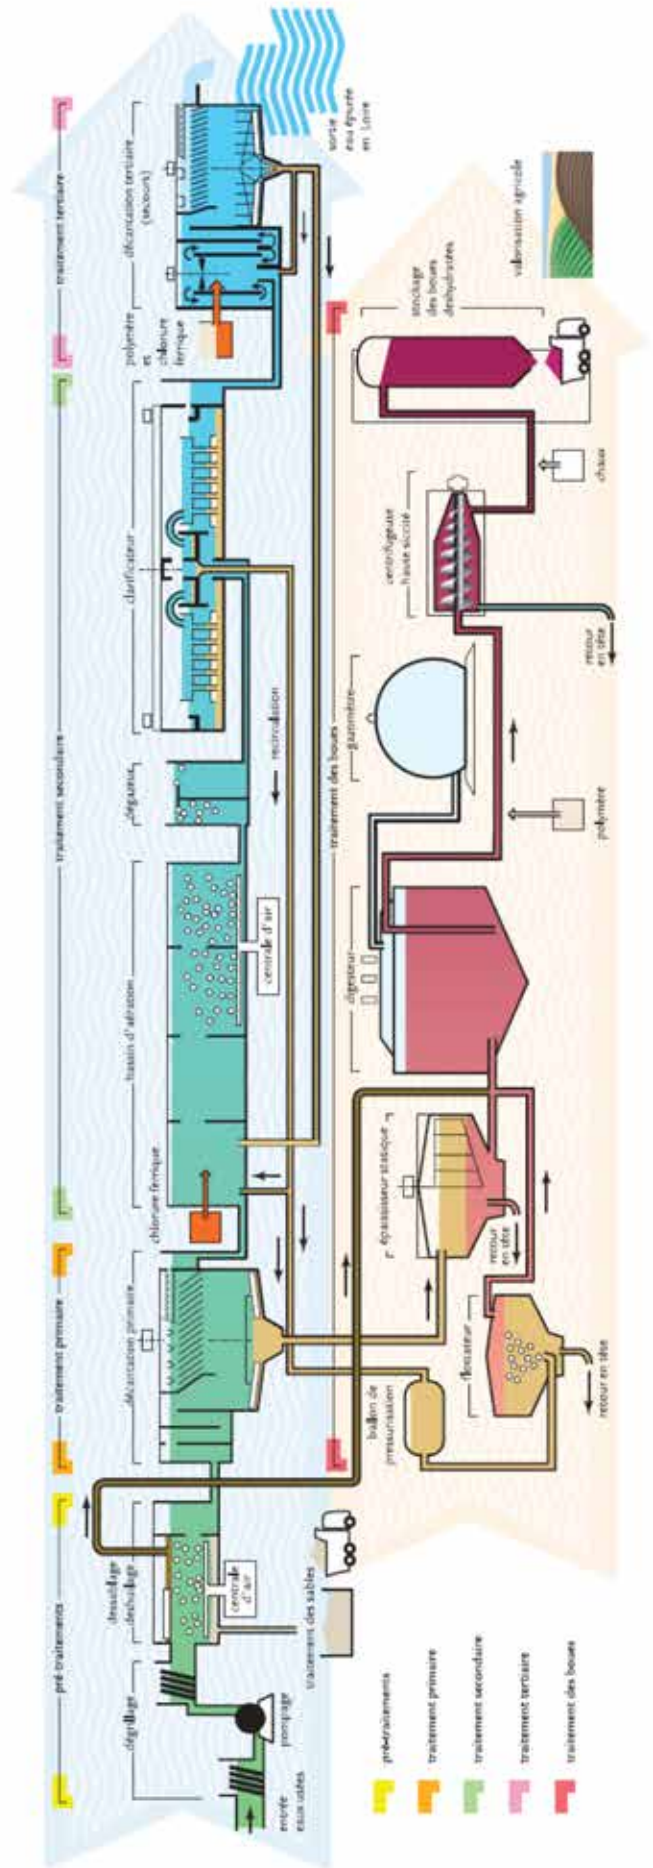 pré-traitements
traitement primaire
traitement secondaire
traitement tertiaire
dégrillage
dessablage
déshuilage
décantation primaire
chlorure ferrique
bassin d'aération
dégazeur
clarificateur
polymère
et
chlorure
ferrique
décantation tertiaire
(secours)
entrée
eaux usées
pompage
centrale
d'air
traitement des sables
centrale d'air
recirculation
sortie
eau épurée
en Loire
traitement des boues
ballon de
pressurisation
flottateur
retour en tête
épaississeur statique
retour
en tête
digesteur
gazomètre
polymère
centrifugeuse
haute siccité
retour
en tête
chaux
stockage
des boues
deshydratées
valorisation agricole
pré-traitements
traitement primaire
traitement secondaire
traitement tertiaire
traitement des boues